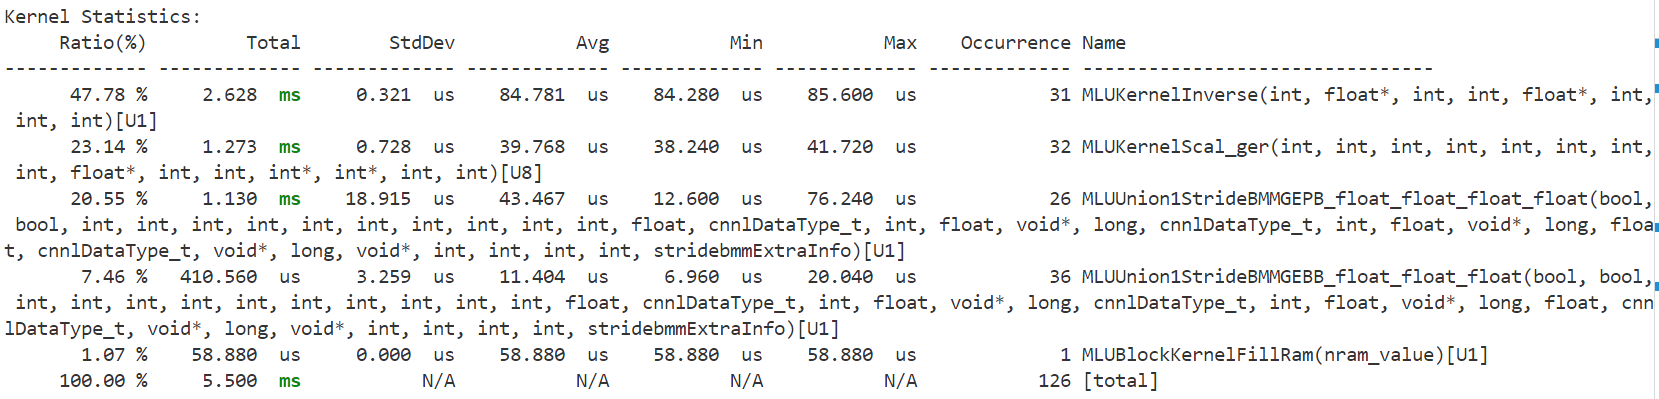 Kernel Statistics:
     Ratio(%)         Total        StdDev           Avg           Min           Max    Occurrence Name
------------- ------------- ------------- ------------- ------------- ------------- ------------- --------------------------------
      47.78 %     2.628  ms     0.321  us    84.781  us    84.280  us    85.600  us            31 MLUKernelInverse(int, float*, int, int, float*, int,
 int, int)[U1]
      23.14 %     1.273  ms     0.728  us    39.768  us    38.240  us    41.720  us            32 MLUKernelScal_ger(int, int, int, int, int, int, int,
 int, float*, int, int, int*, int*, int, int)[U8]
      20.55 %     1.130  ms    18.915  us    43.467  us    12.600  us    76.240  us            26 MLUUnion1StrideBMMGEPB_float_float_float_float(bool,
 bool, int, int, int, int, int, int, int, int, int, float, cnnlDataType_t, int, float, void*, long, cnnlDataType_t, int, float, void*, long, floa
t, cnnlDataType_t, void*, long, void*, int, int, int, int, stridebmmExtraInfo)[U1]
       7.46 %   410.560  us     3.259  us    11.404  us     6.960  us    20.040  us            36 MLUUnion1StrideBMMGEBB_float_float_float(bool, bool,
 int, int, int, int, int, int, int, int, int, int, float, cnnlDataType_t, int, float, void*, long, cnnlDataType_t, int, float, void*, long, float, cnn
lDataType_t, void*, long, void*, int, int, int, int, stridebmmExtraInfo)[U1]
       1.07 %    58.880  us     0.000  us    58.880  us    58.880  us    58.880  us             1 MLUBlockKernelFillRam(nram_value)[U1]
     100.00 %     5.500  ms           N/A           N/A           N/A           N/A           126 [total]